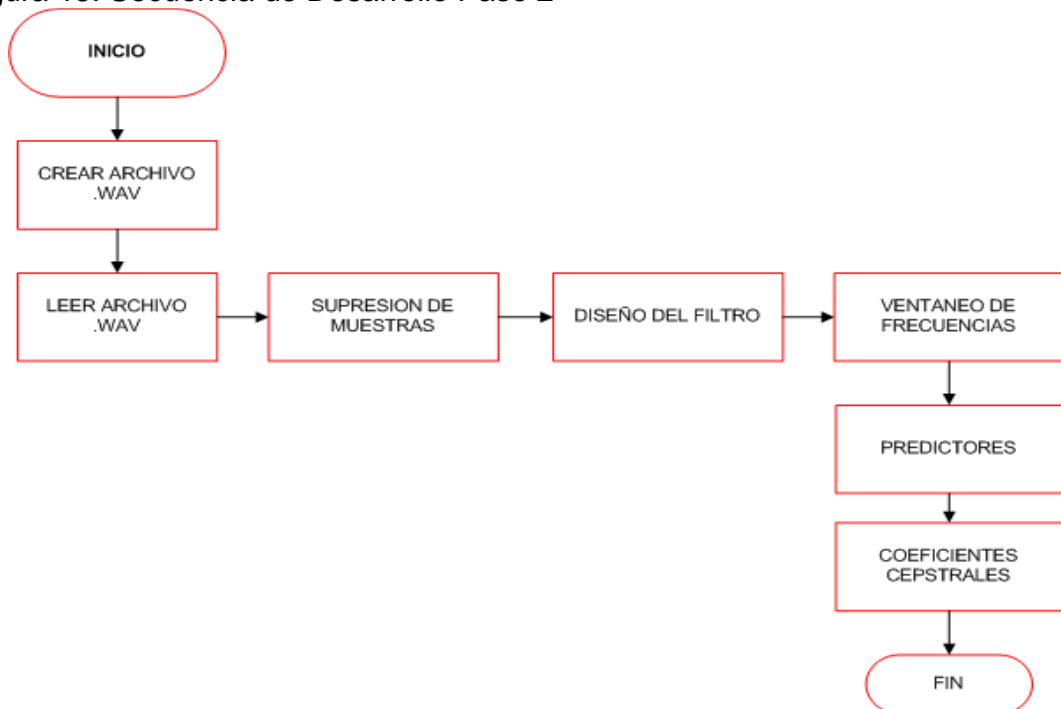 INICIO
CREAR ARCHIVO
.WAV
LEER ARCHIVO
.WAV
SUPRESION DE
MUESTRAS
DISEÑO DEL FILTRO
VENTANEO DE
FRECUENCIAS
PREDICTORES
COEFICIENTES
CEPSTRALES
FIN